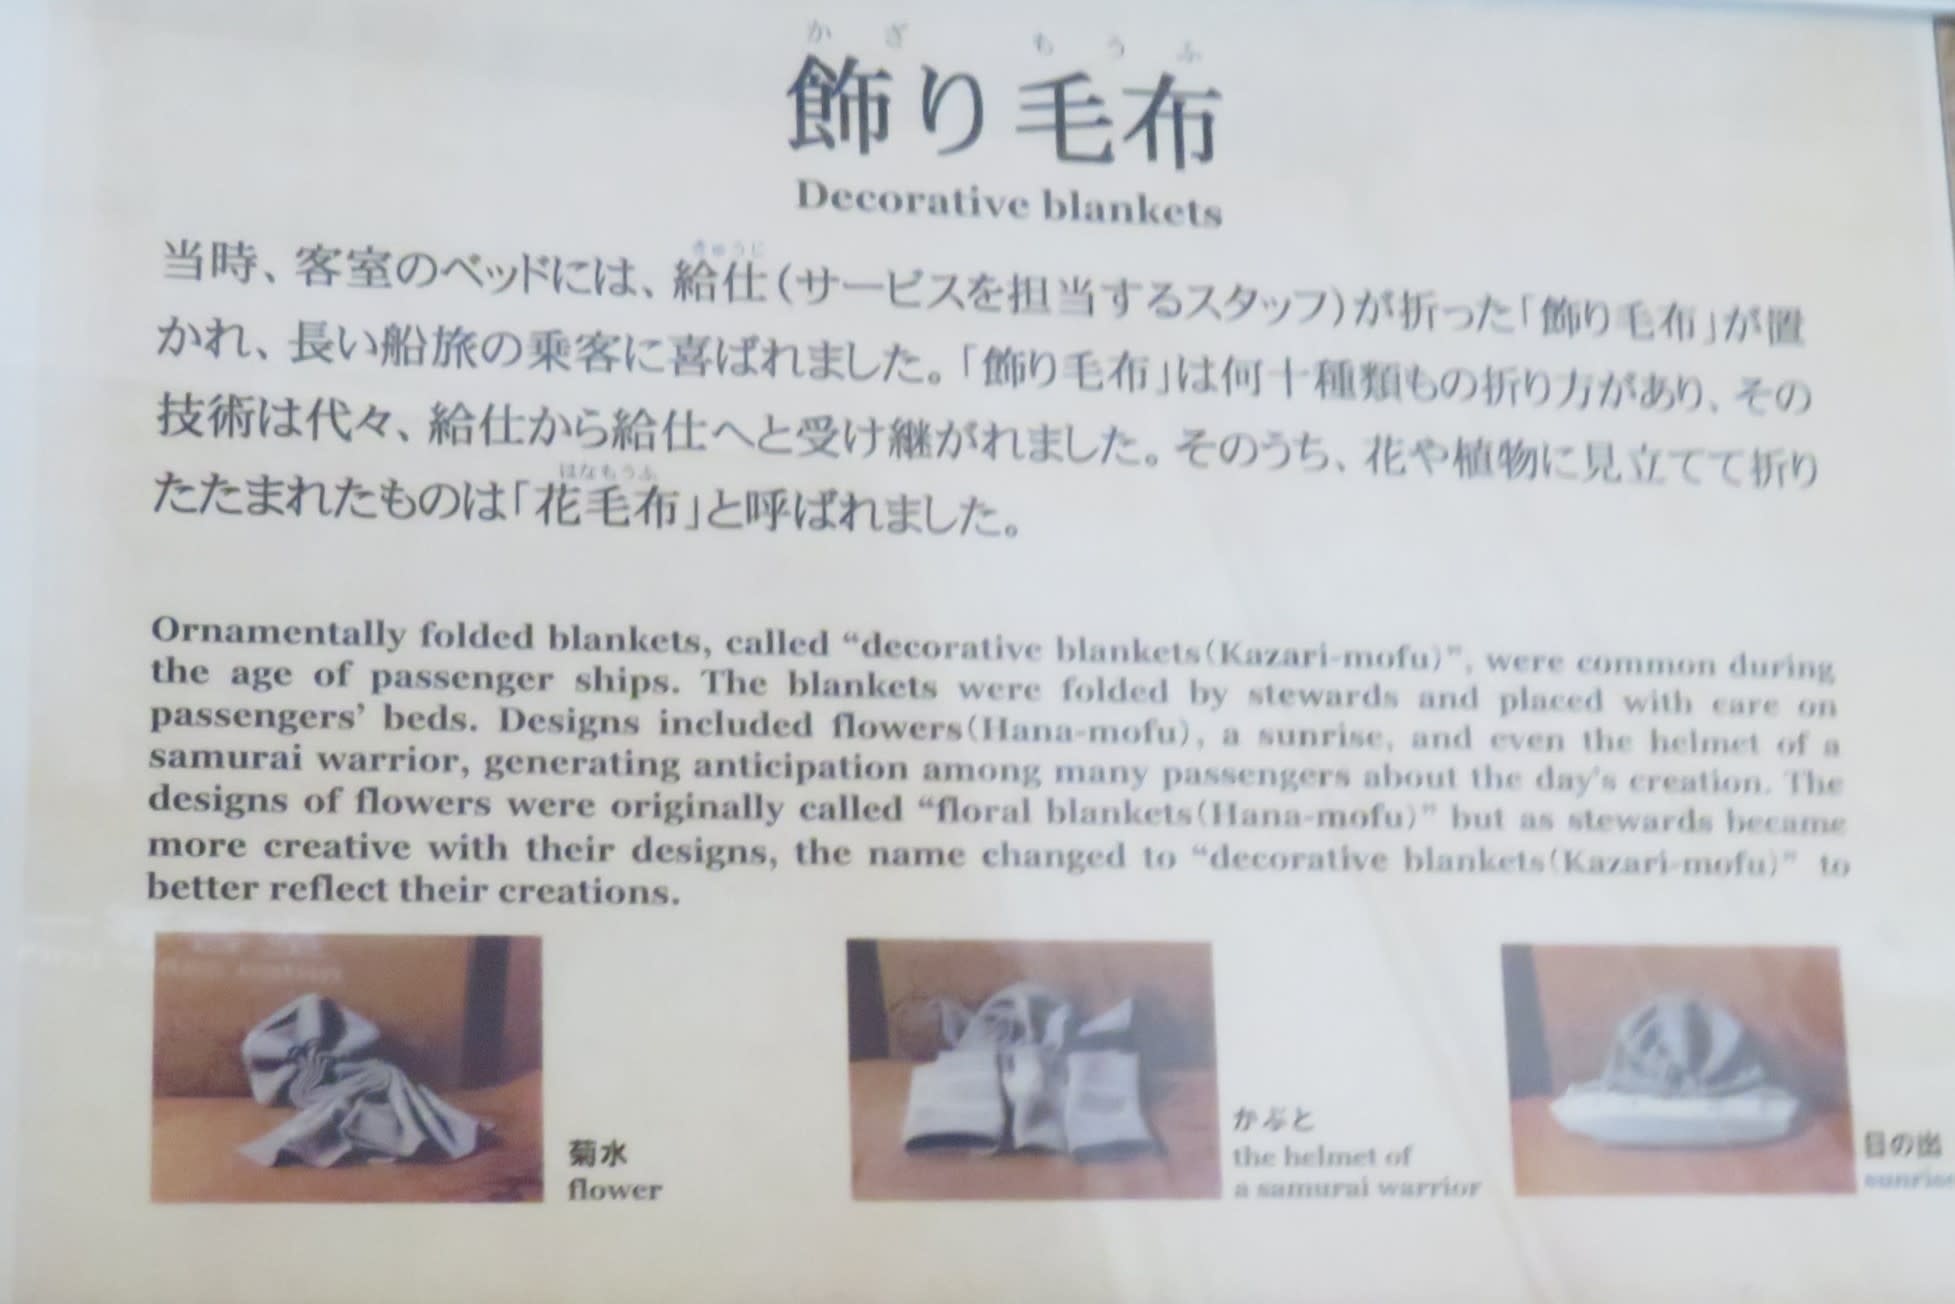 かざ もうふ
飾り毛布
Decorative blankets
きゅうじ
当時、客室のベッドには、給仕(サービスを担当するスタッフ)が折った「飾り毛布」が置
かれ、長い船旅の乗客に喜ばれました。「飾り毛布」は何十種類もの折り方があり、その
技術は代々、給仕から給仕へと受け継がれました。そのうち、花や植物に見立てて折り
はなもうふ
たたまれたものは「花毛布」と呼ばれました。
Ornamentally folded blankets, called “decorative blankets(Kazari-mofu)”, were common during
the age of passenger ships. The blankets were folded by stewards and placed with care on
passengers’ beds. Designs included flowers(Hana-mofu), a sunrise, and even the helmet of a
samurai warrior, generating anticipation among many passengers about the day’s creation. The
designs of flowers were originally called “floral blankets(Hana-mofu)” but as stewards became
more creative with their designs, the name changed to “decorative blankets(Kazari-mofu)” to
better reflect their creations.
菊水
flower
かぶと
the helmet of
a samurai warrior
日の出
sunrise